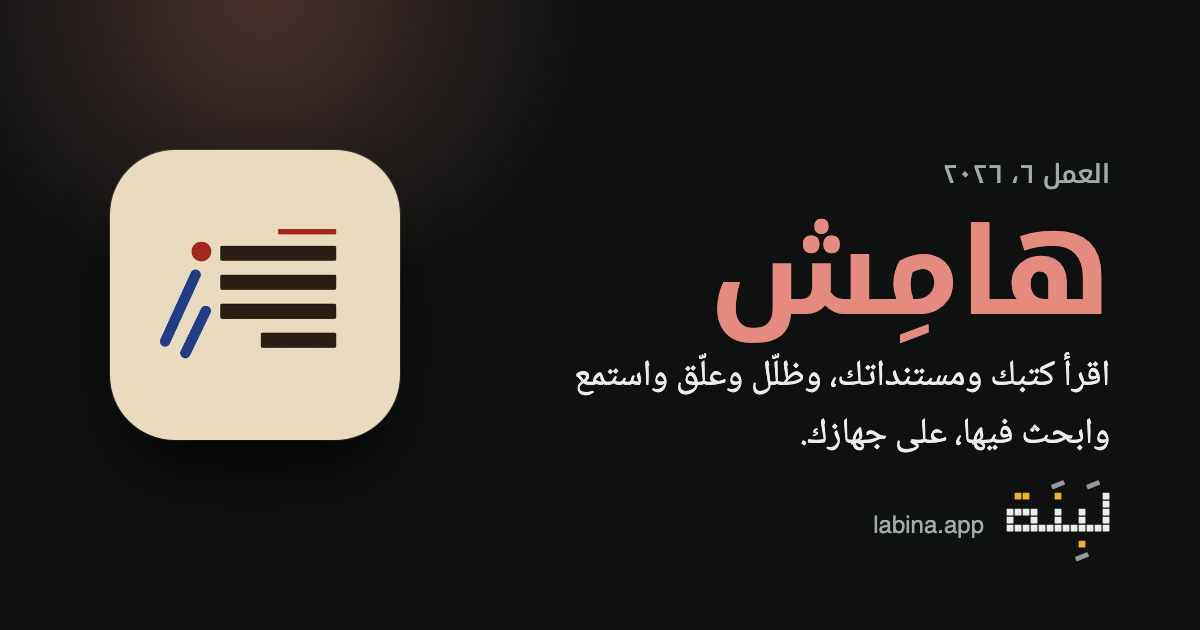 العمل ٦، ٢٠٢٦
هامِش
اقرأ كتبك ومستنداتك، وظلّل وعلّق واستمع
وابحث فيها، على جهازك.
لَبِنَة
labina.app